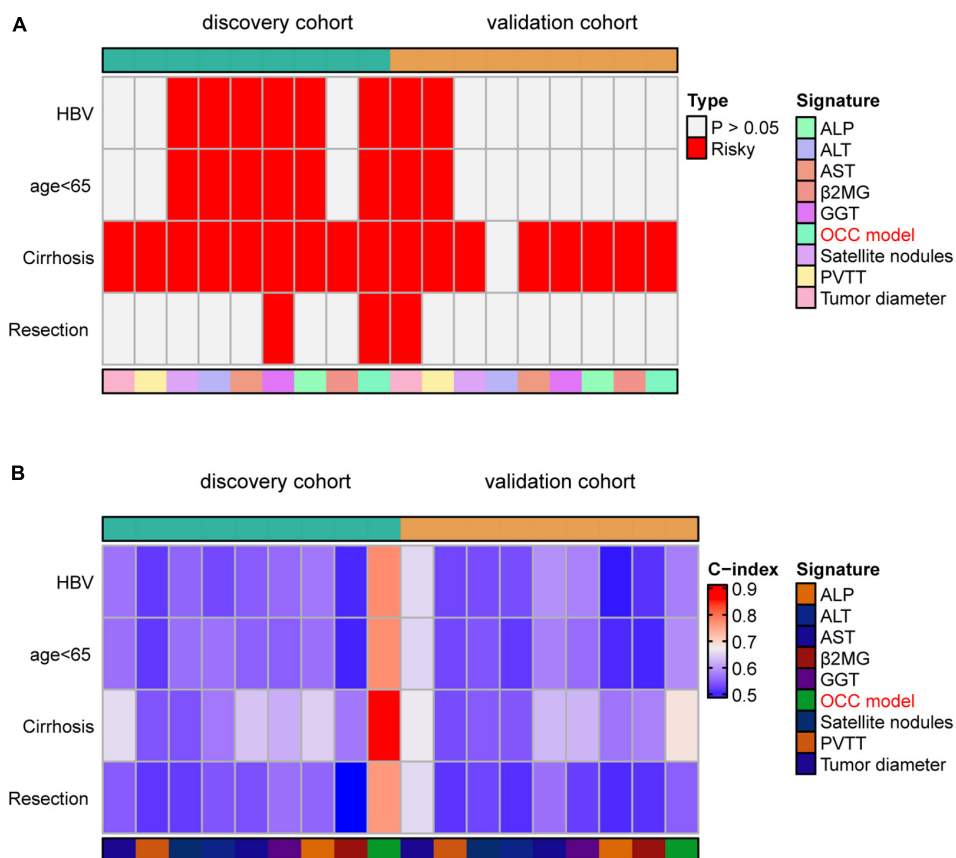 A
discovery cohort
validation cohort
HBV
age<65
Cirrhosis
Resection
Type
P > 0.05
Risky
Signature
ALP
ALT
AST
β2MG
GGT
OCC model
Satellite nodules
PVTT
Tumor diameter
B
discovery cohort
validation cohort
HBV
age<65
Cirrhosis
Resection
C−index
0.9
0.8
0.7
0.6
0.5
Signature
ALP
ALT
AST
β2MG
GGT
OCC model
Satellite nodules
PVTT
Tumor diameter